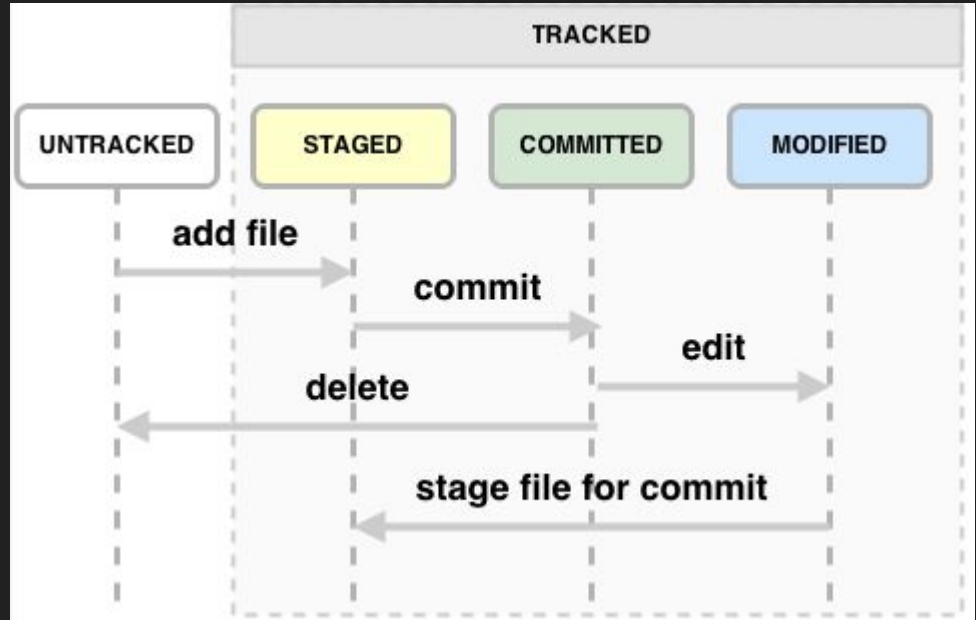 TRACKED
UNTRACKED
STAGED
COMMITTED
MODIFIED
add file
commit
edit
delete
stage file for commit